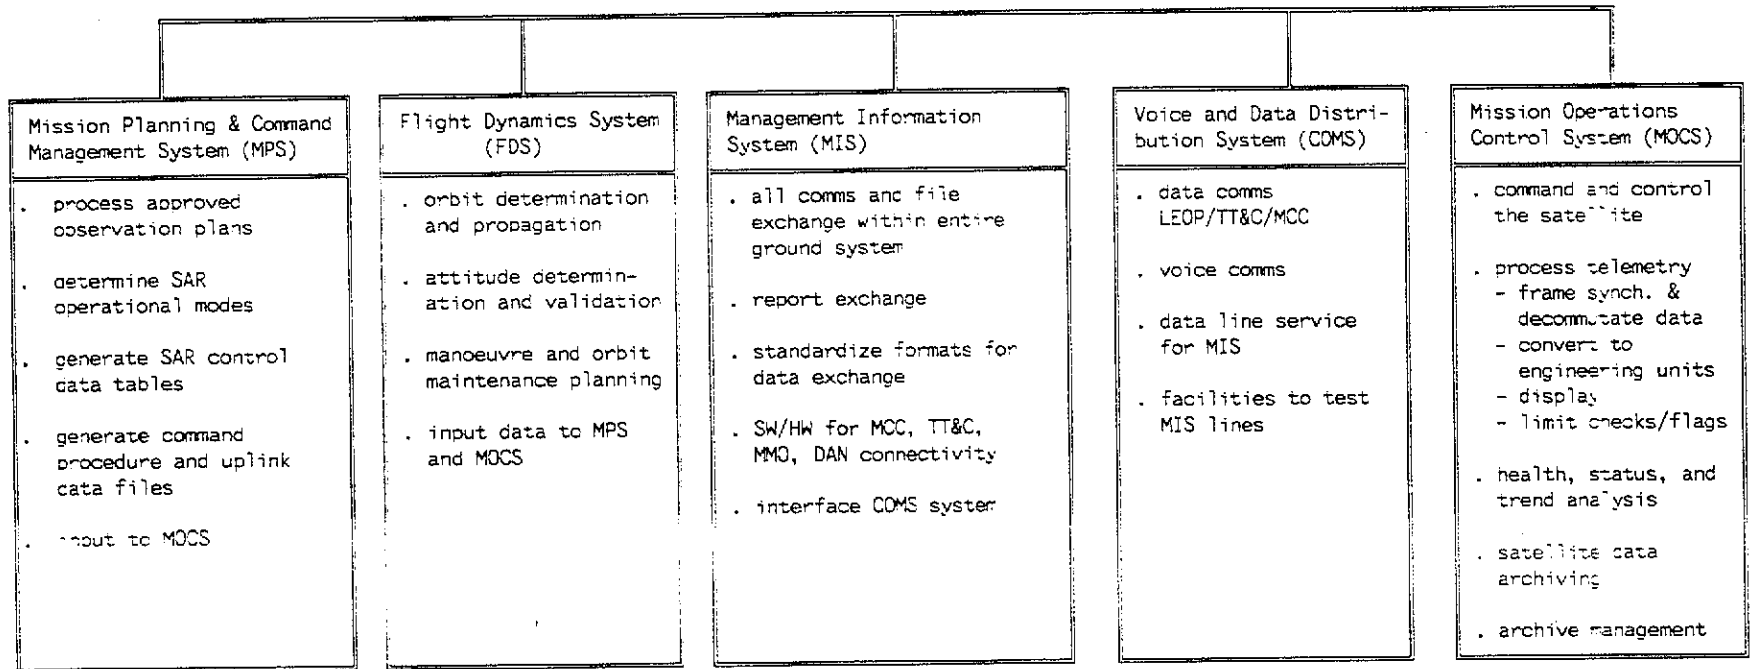 Mission Planning & Command
Management System (MPS)
. process approved
observation plans
. determine SAR
operational modes
. generate SAR control
data tables
. generate command
procedure and uplink
data files
. input to MOCS
Flight Dynamics System
(FDS)
. orbit determination
and propagation
. attitude determin-
ation and validation
. manoeuvre and orbit
maintenance planning
. input data to MPS
and MOCS
Management Information
System (MIS)
. all comms and file
exchange within entire
ground system
. report exchange
. standardize formats for
data exchange
. SW/HW for MCC, TT&C,
MMO, DAN connectivity
. interface COMS system
Voice and Data Distri-
bution System (COMS)
. data comms
LEOP/TT&C/MCC
. voice comms
. data line service
for MIS
. facilities to test
MIS lines
Mission Operations
Control System (MOCS)
. command and control
the satellite
. process telemetry
- frame synch. &
decommutate data
- convert to
engineering units
- display
- limit checks/flags
. health, status, and
trend analysis
. satellite data
archiving
. archive management